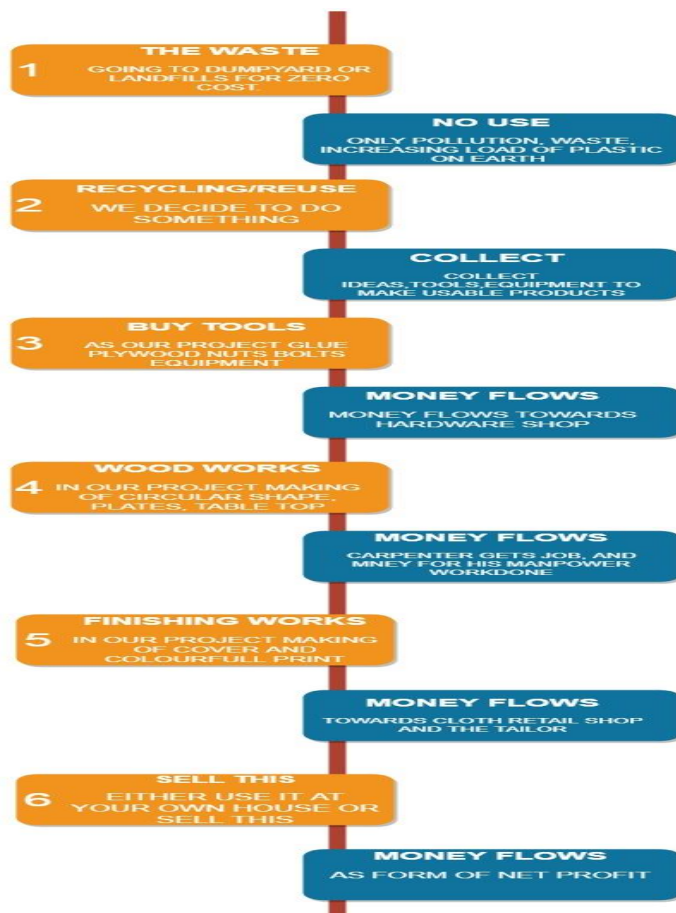 THE WASTE
1
GOING TO DUMPYARD OR
LANDFILLS FOR ZERO
COST.
NO USE
ONLY POLLUTION, WASTE,
INCREASING LOAD OF PLASTIC
ON EARTH
RECYCLING/REUSE
2
WE DECIDE TO DO
SOMETHING
COLLECT
COLLECT
IDEAS,TOOLS,EQUIPMENT TO
MAKE USABLE PRODUCTS
BUY TOOLS
3
AS OUR PROJECT GLUE
PLYWOOD NUTS BOLTS
EQUIPMENT
MONEY FLOWS
MONEY FLOWS TOWARDS
HARDWARE SHOP
WOOD WORKS
4
IN OUR PROJECT MAKING
OF CIRCULAR SHAPE,
PLATES, TABLE TOP
MONEY FLOWS
CARPENTER GETS JOB, AND
MNEY FOR HIS MANPOWER
WORKDONE
FINISHING WORKS
5
IN OUR PROJECT MAKING
OF COVER AND
COLOURFULL PRINT
MONEY FLOWS
TOWARDS CLOTH RETAIL SHOP
AND THE TAILOR
SELL THIS
6
EITHER USE IT AT
YOUR OWN HOUSE OR
SELL THIS
MONEY FLOWS
AS FORM OF NET PROFIT